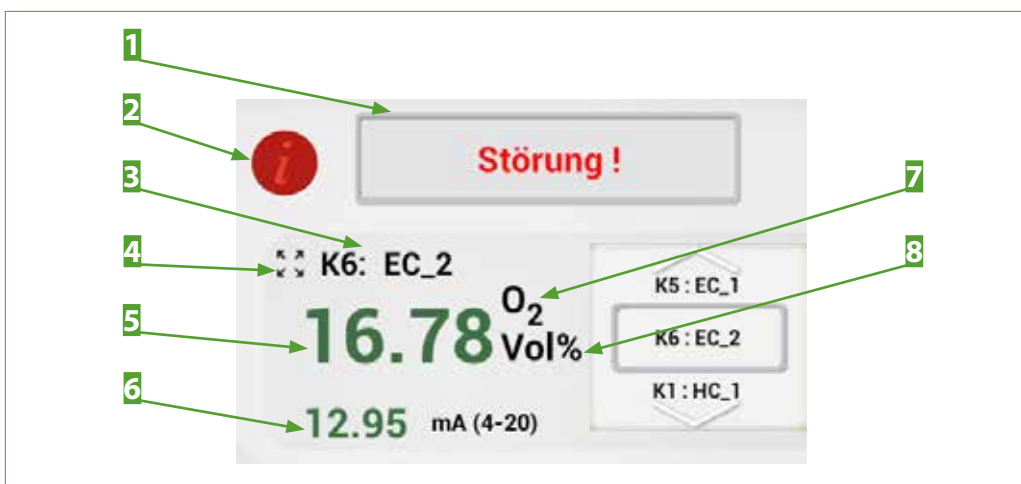 1
2
Störung !
3
7
4
8
K6: EC_2
K5 : EC_1
O2
5
16.78
Vol%
K6 : EC_2
6
K1 : HC_1
12.95 mA (4-20)